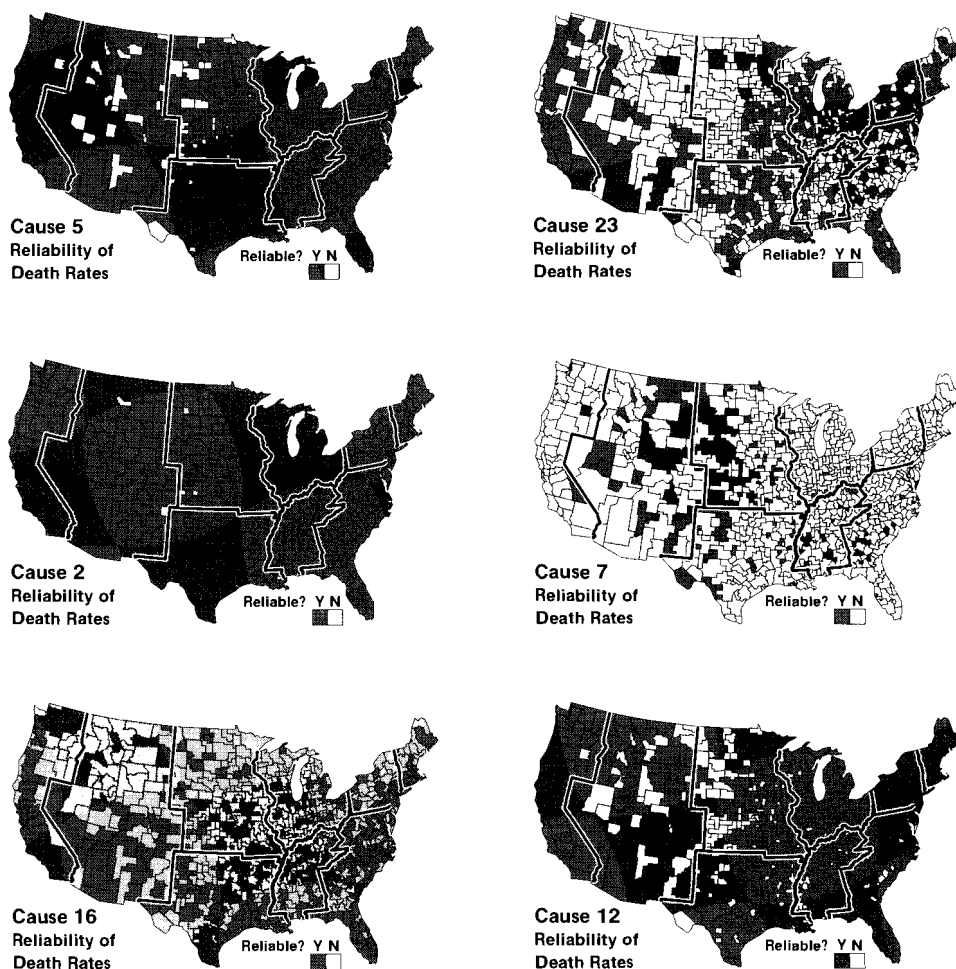 Cause 5
Reliability of
Death Rates
Reliable? Y N
Cause 23
Reliability of
Death Rates
Reliable? Y N
Cause 2
Reliability of
Death Rates
Reliable? Y N
Cause 7
Reliability of
Death Rates
Reliable? Y N
Cause 16
Reliability of
Death Rates
Reliable? Y N
Cause 12
Reliability of
Death Rates
Reliable? Y N